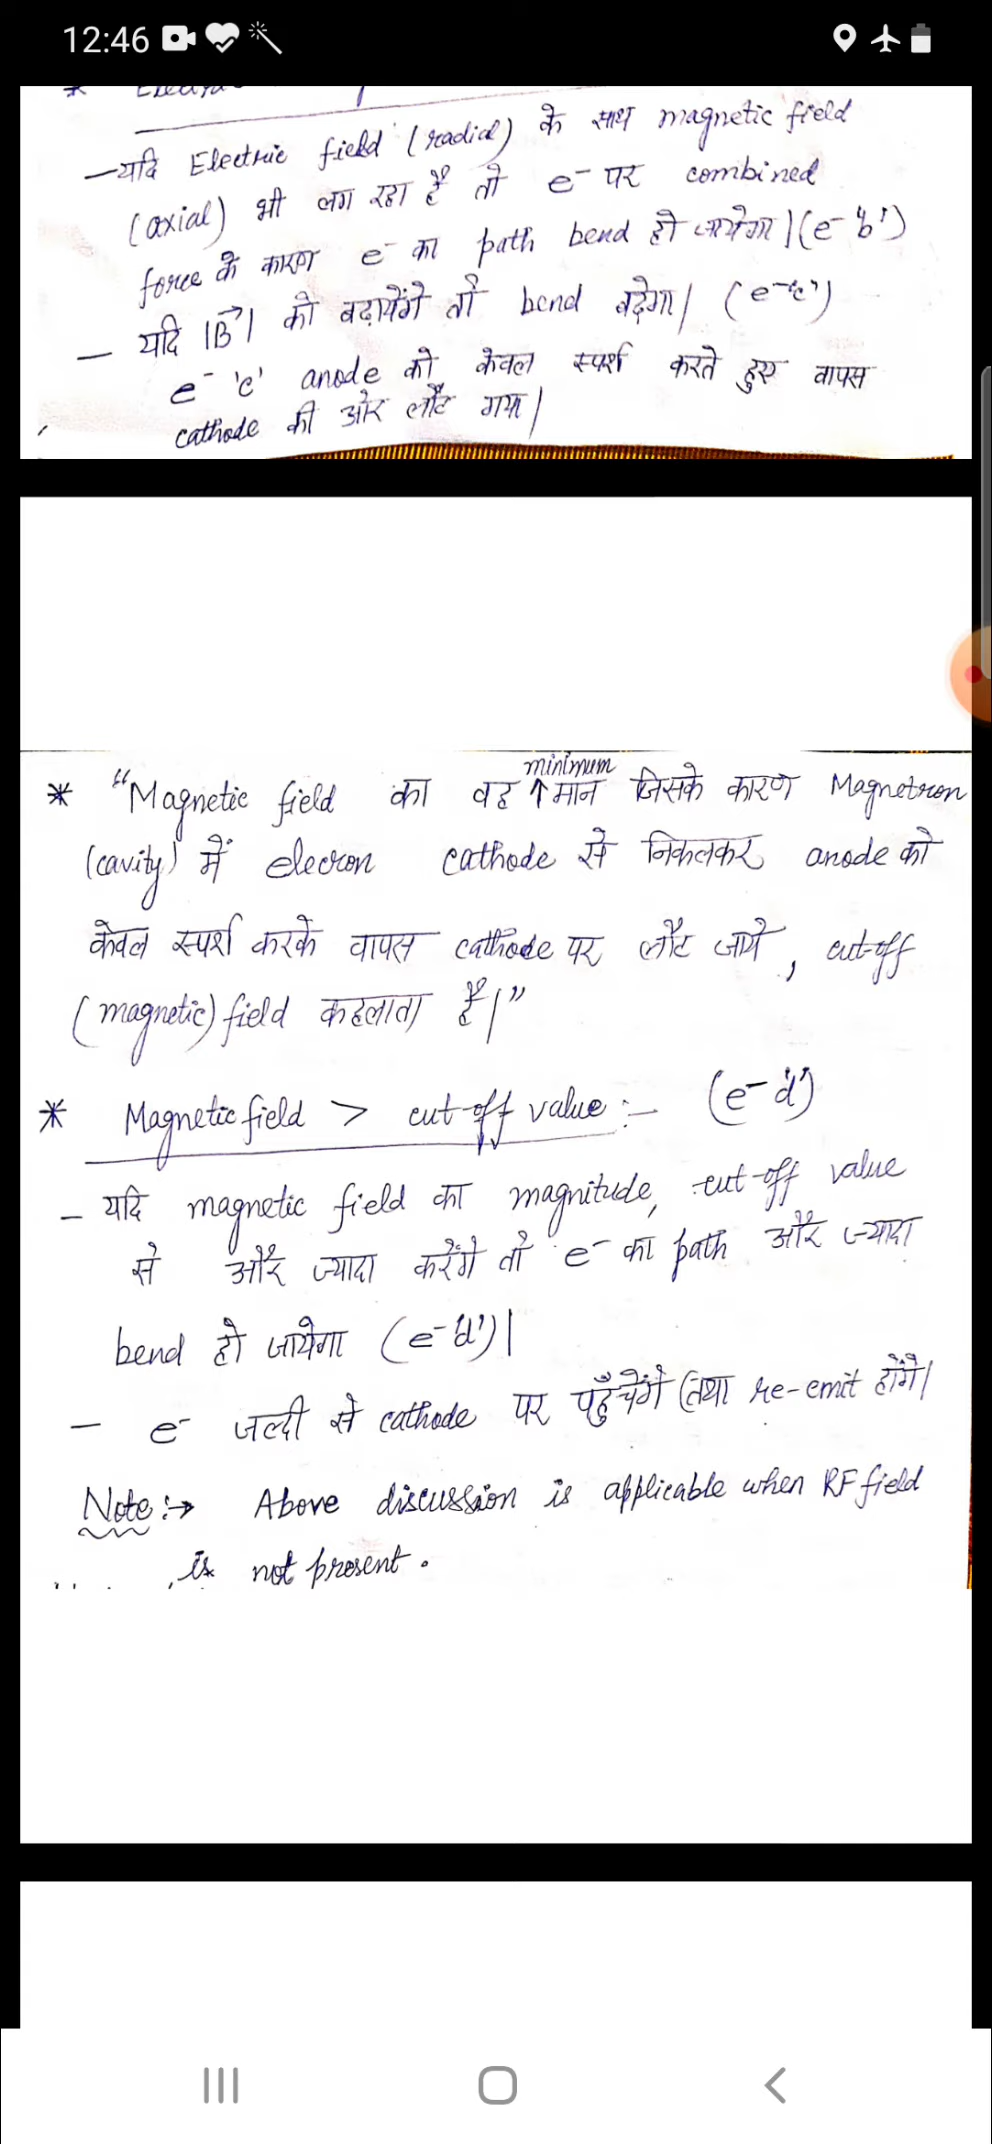 12:46
—यदि Electric field (radial) के साथ magnetic field
(axial) भी लग रहा है तो e⁻ पर combined
force के कारण e⁻ का path bend हो जायेगा|(e⁻ 'b')
— यदि |B⃗| को बढ़ायेंगे तो bend बढ़ेगा| (e⁻ 'c')
e⁻ 'c' anode को केवल स्पर्श करते हुए वापस
cathode की ओर लौट गया|
* "Magnetic field का वह ↑ minimum मान जिसके कारण Magnetron
(cavity) में elecron cathode से निकलकर anode को
केवल स्पर्श करके वापस cathode पर लौट जाये, cut-off
(magnetic) field कहलाता है|"
* Magnetic field > cut-off value :— (e⁻ 'd')
— यदि magnetic field का magnitude, cut-off value
से और ज्यादा करेंगे तो e⁻ का path और ज्यादा
bend हो जायेगा (e⁻ 'd')|
— e⁻ जल्दी से cathode पर पहुँचेंगे (तथा re-emit होंगे|
Note :→ Above discussion is applicable when RF field
is not present.